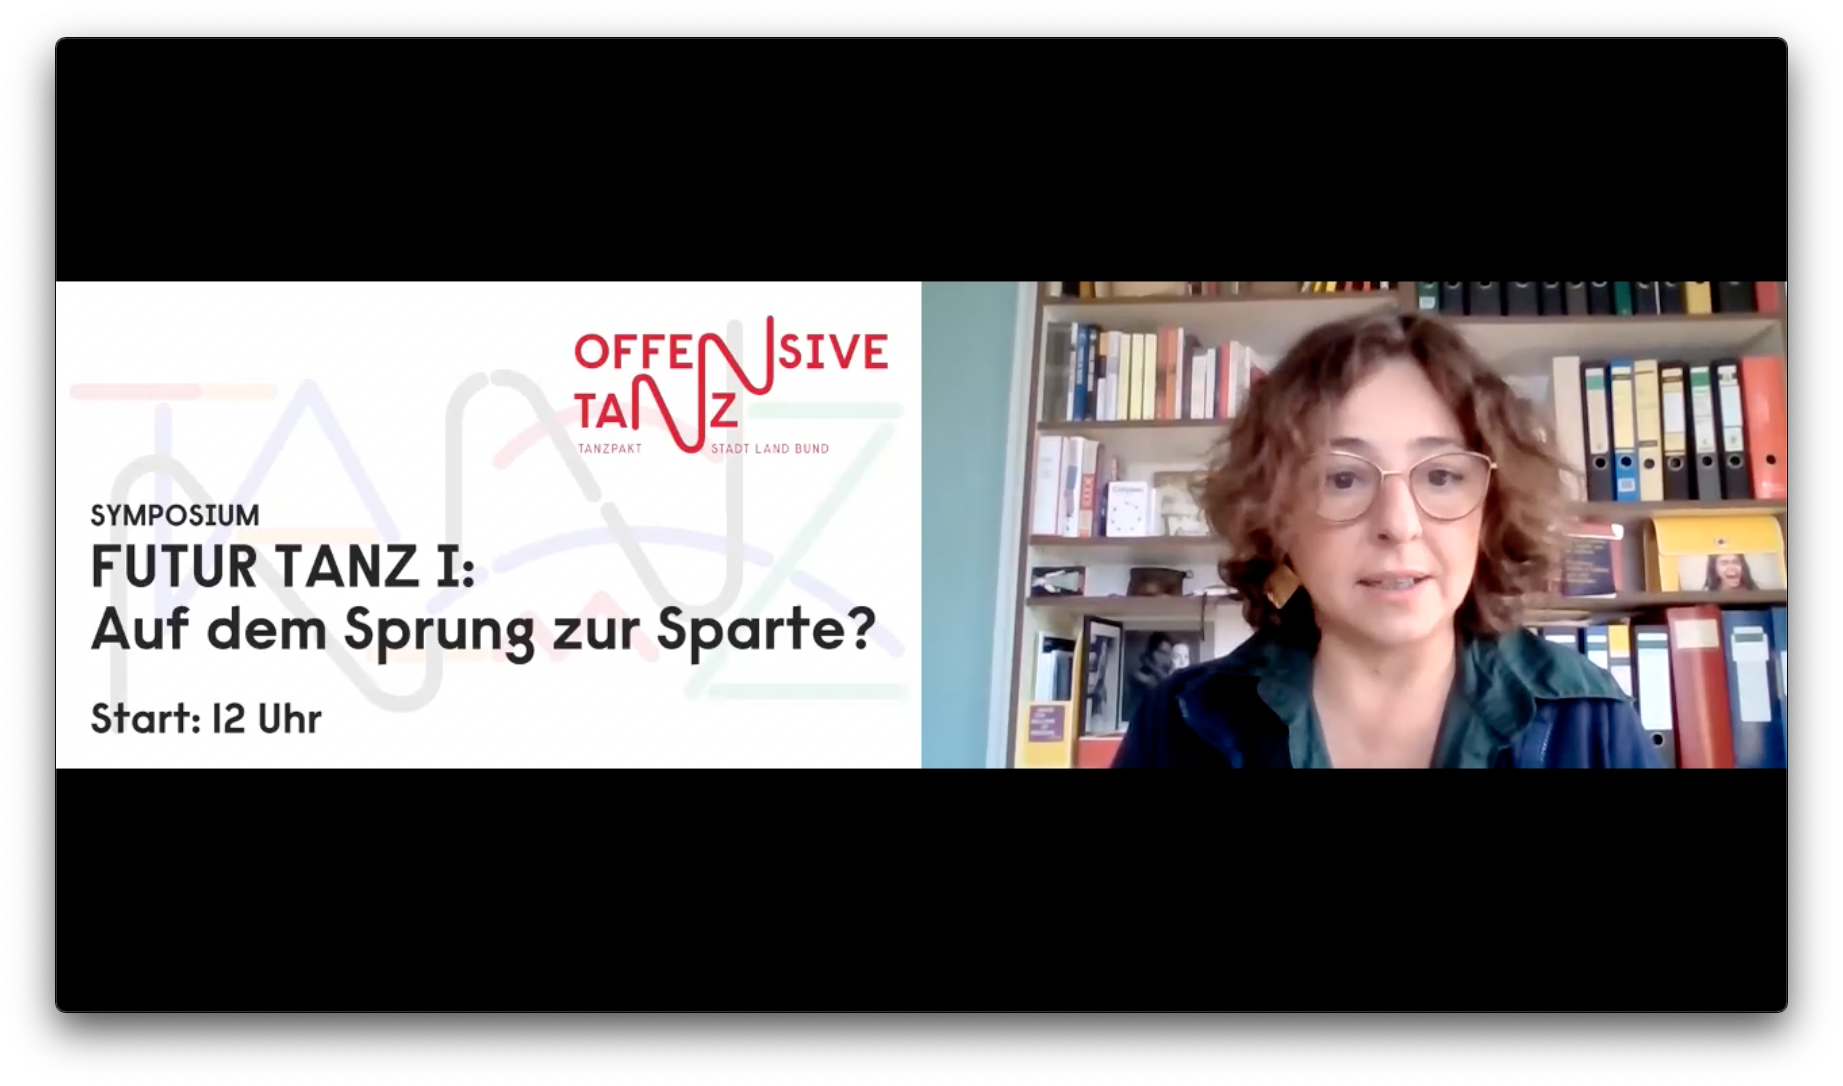 OFFENSIVE
TANZ
TANZPAKT STADT LAND BUND
SYMPOSIUM
FUTUR TANZ I:
Auf dem Sprung zur Sparte?
Start: 12 Uhr